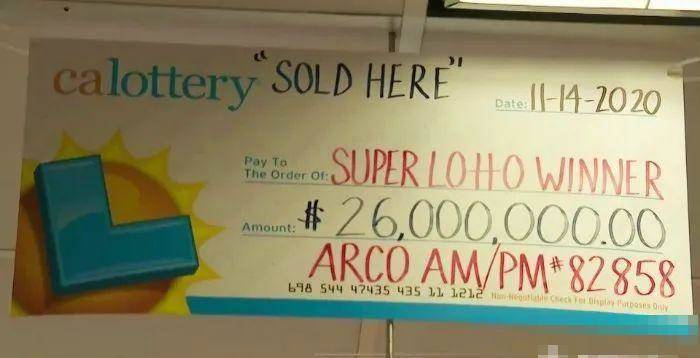 calottery "SOLD HERE"
Date: 11-14-2020
Pay To
The Order Of: SUPER LOTTO WINNER
Amount: $ 26,000,000.00
ARCO AM/PM #82858
698 544 47435 435 11 1212 Non-Negotiable Check For Display Purposes Only